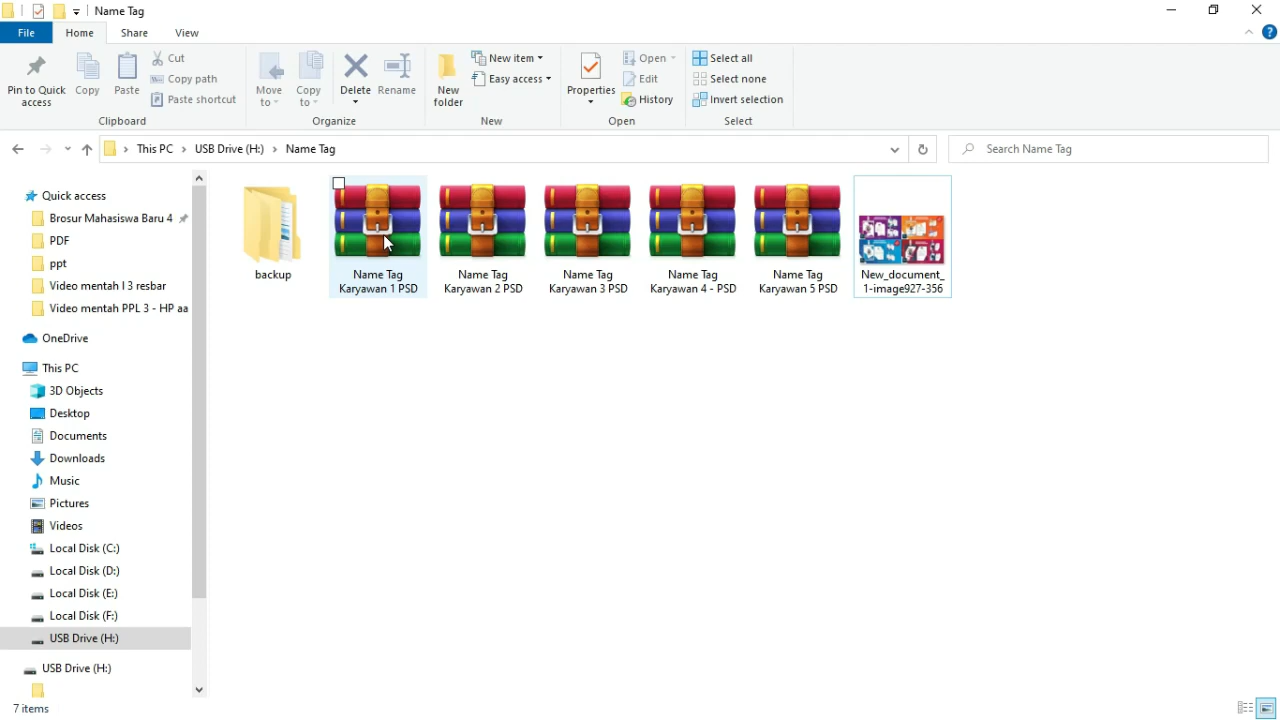 Name Tag
File
Home
Share
View
Pin to Quick
access
Copy
Paste
Cut
Copy path
Paste shortcut
Move
to
Copy
to
Delete
Rename
New
folder
New item
Easy access
Properties
Open
Edit
History
Select all
Select none
Invert selection
Clipboard
Organize
New
Open
Select
This PC
USB Drive (H:)
Name Tag
Search Name Tag
Quick access
Brosur Mahasiswa Baru 4
PDF
ppt
Video mentah I 3 resbar
Video mentah PPL 3 - HP aa
OneDrive
This PC
3D Objects
Desktop
Documents
Downloads
Music
Pictures
Videos
Local Disk (C:)
Local Disk (D:)
Local Disk (E:)
Local Disk (F:)
USB Drive (H:)
USB Drive (H:)
backup
Name Tag
Karyawan 1 PSD
Name Tag
Karyawan 2 PSD
Name Tag
Karyawan 3 PSD
Name Tag
Karyawan 4 - PSD
Name Tag
Karyawan 5 PSD
New_document_
1-image927-356
7 items